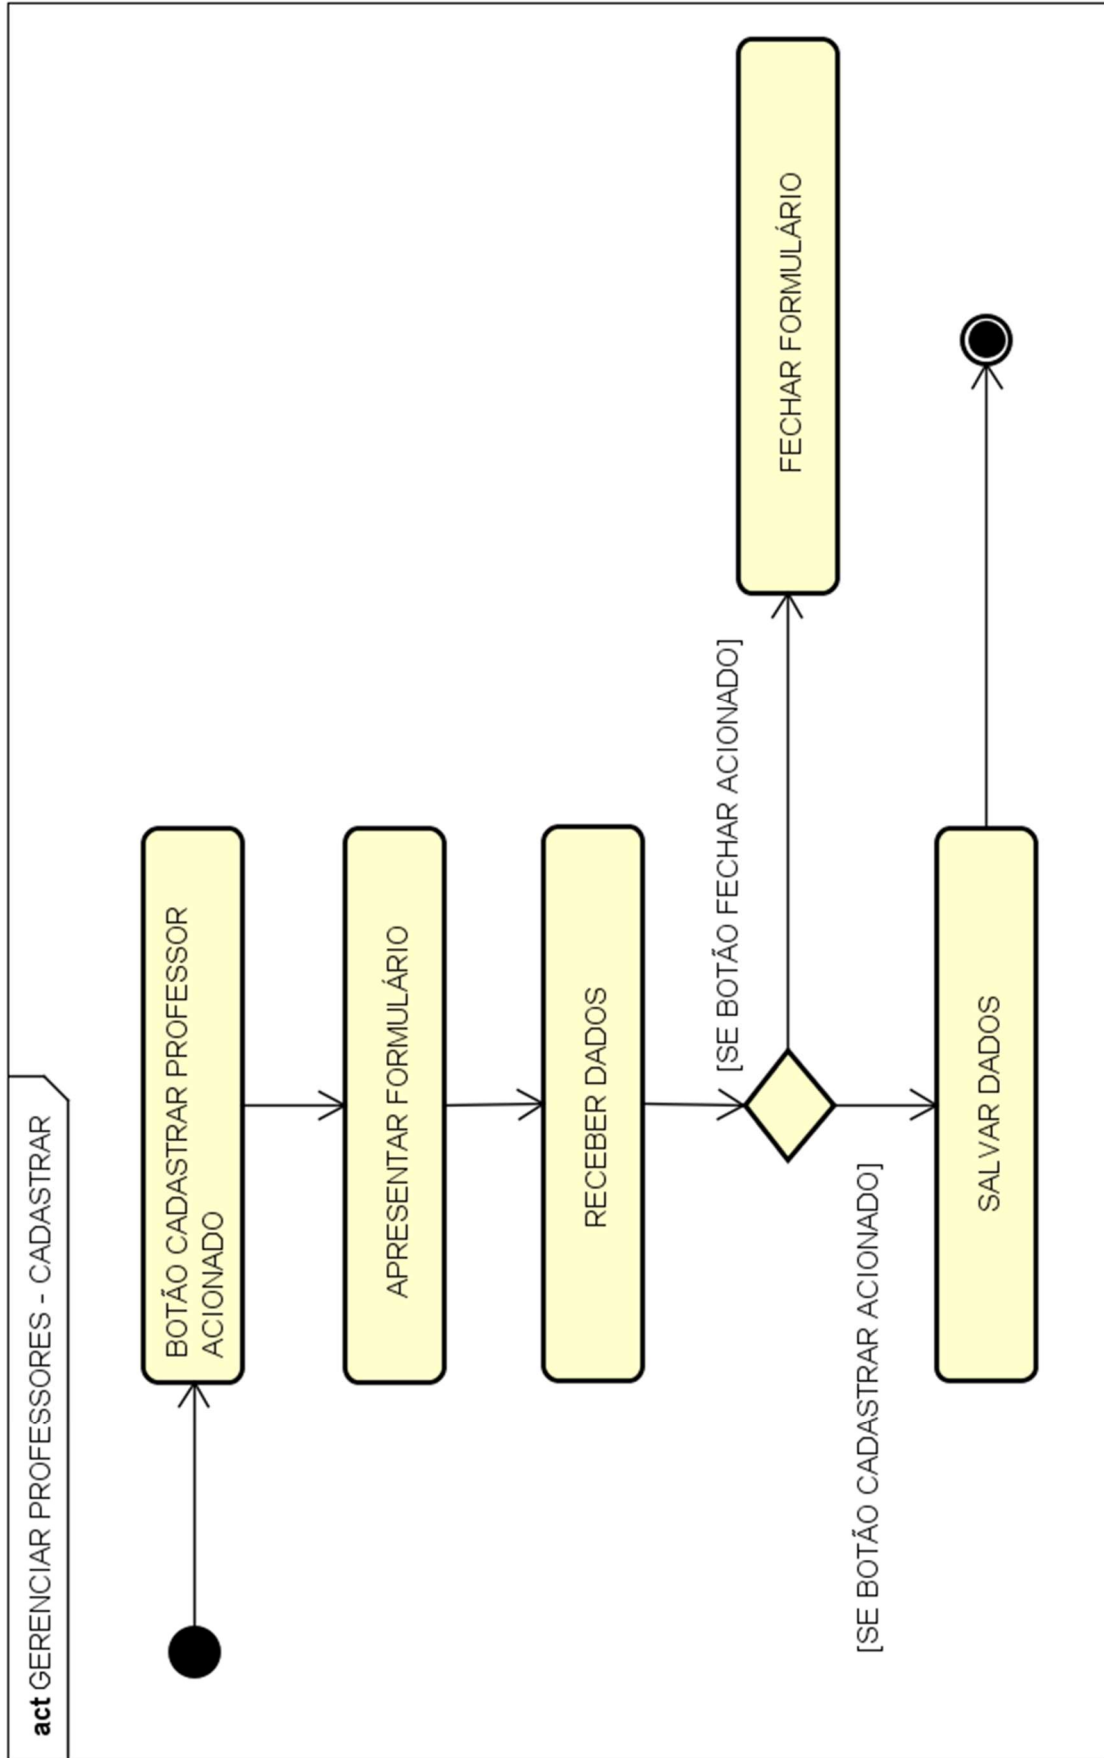 act GERENCIAR PROFESSORES - CADASTRAR
BOTÃO CADASTRAR PROFESSOR
ACIONADO
APRESENTAR FORMULÁRIO
RECEBER DADOS
[SE BOTÃO FECHAR ACIONADO]
FECHAR FORMULÁRIO
[SE BOTÃO CADASTRAR ACIONADO]
SALVAR DADOS